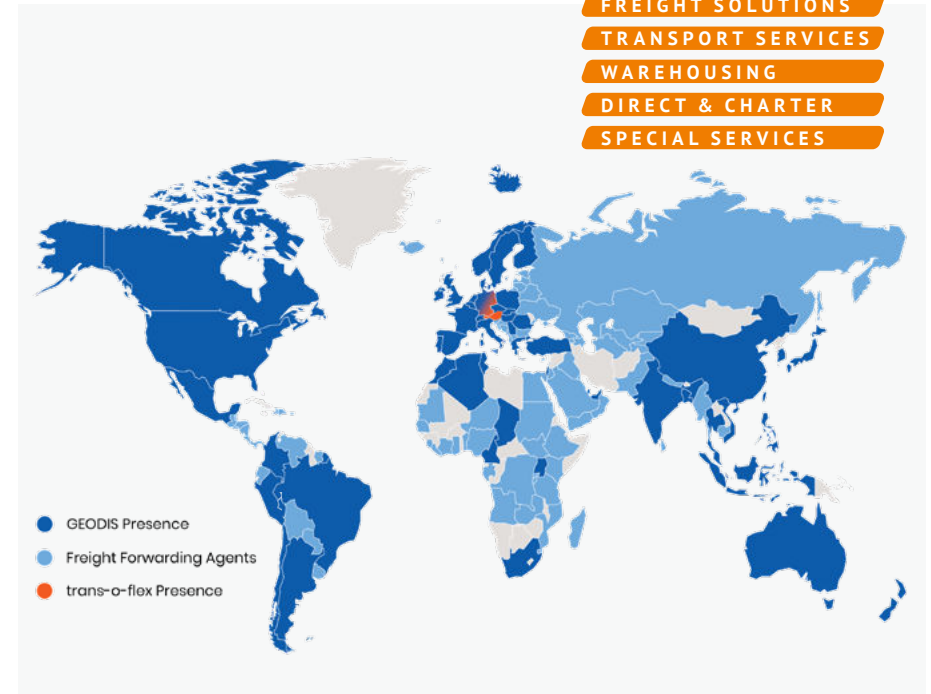 FREIGHT SOLUTIONS
TRANSPORT SERVICES
WAREHOUSING
DIRECT & CHARTER
SPECIAL SERVICES
GEODIS Presence
Freight Forwarding Agents
trans-o-flex Presence